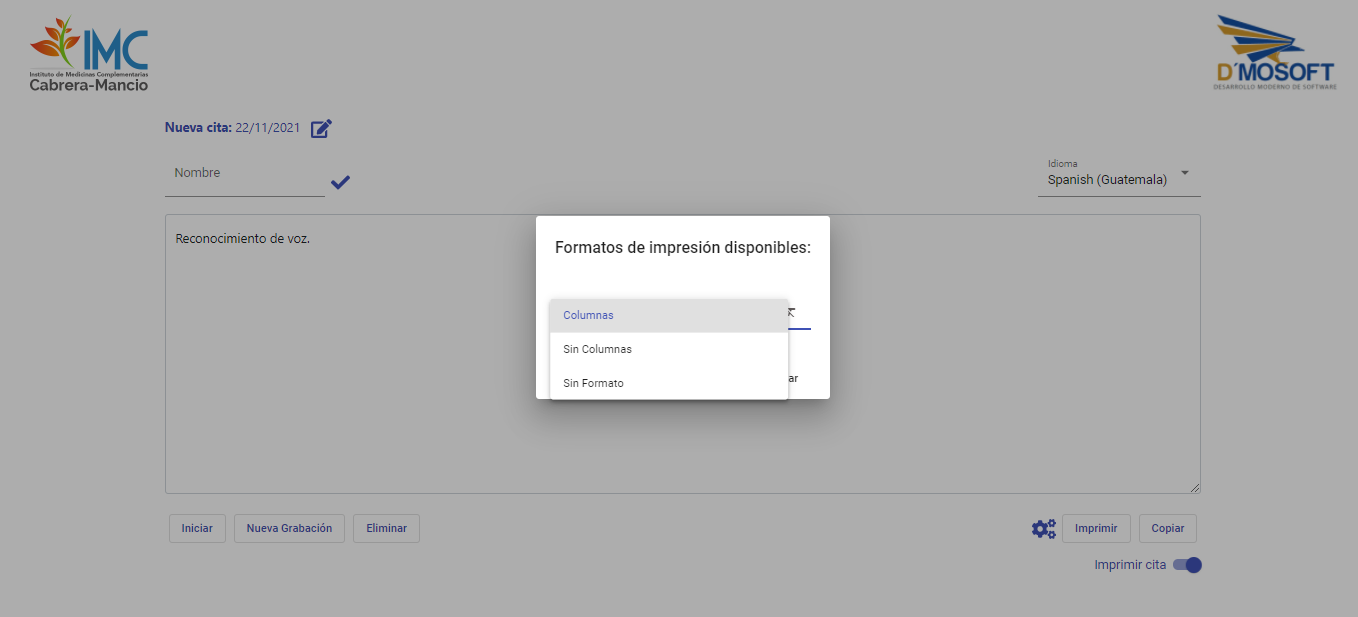 IMC
Instituto de Medicinas Complementarias
Cabrera-Mancio
D´MOSOFT
DESARROLLO MODERNO DE SOFTWARE
Nueva cita: 22/11/2021
Nombre
Idioma
Spanish (Guatemala)
Reconocimiento de voz.
Formatos de impresión disponibles:
Columnas
Sin Columnas
Sin Formato
ar
Iniciar
Nueva Grabación
Eliminar
Imprimir
Copiar
Imprimir cita